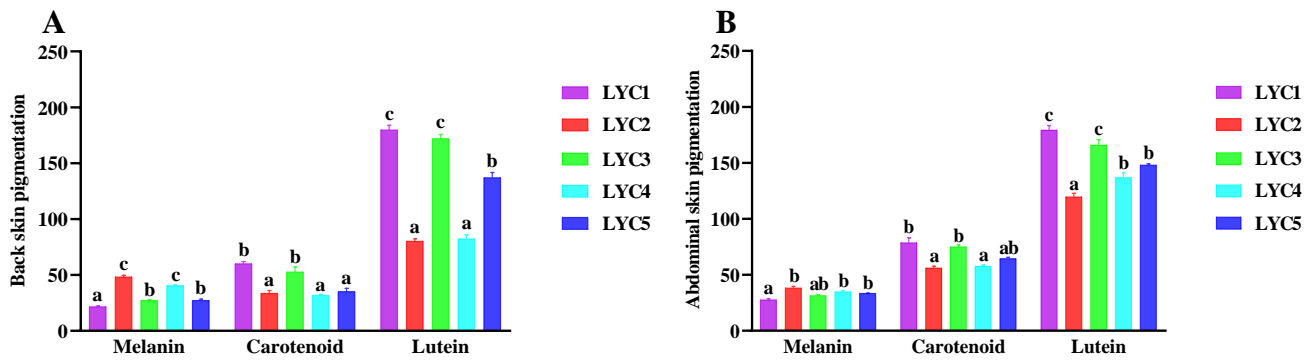 A
Back skin pigmentation
250
200
150
100
50
0
a
c
b
c
b
b
a
b
a
a
c
a
c
a
b
Melanin
Carotenoid
Lutein
LYC1
LYC2
LYC3
LYC4
LYC5
B
Abdominal skin pigmentation
250
200
150
100
50
0
a
b
ab
b
b
b
a
b
a
ab
c
a
c
b
b
Melanin
Carotenoid
Lutein
LYC1
LYC2
LYC3
LYC4
LYC5